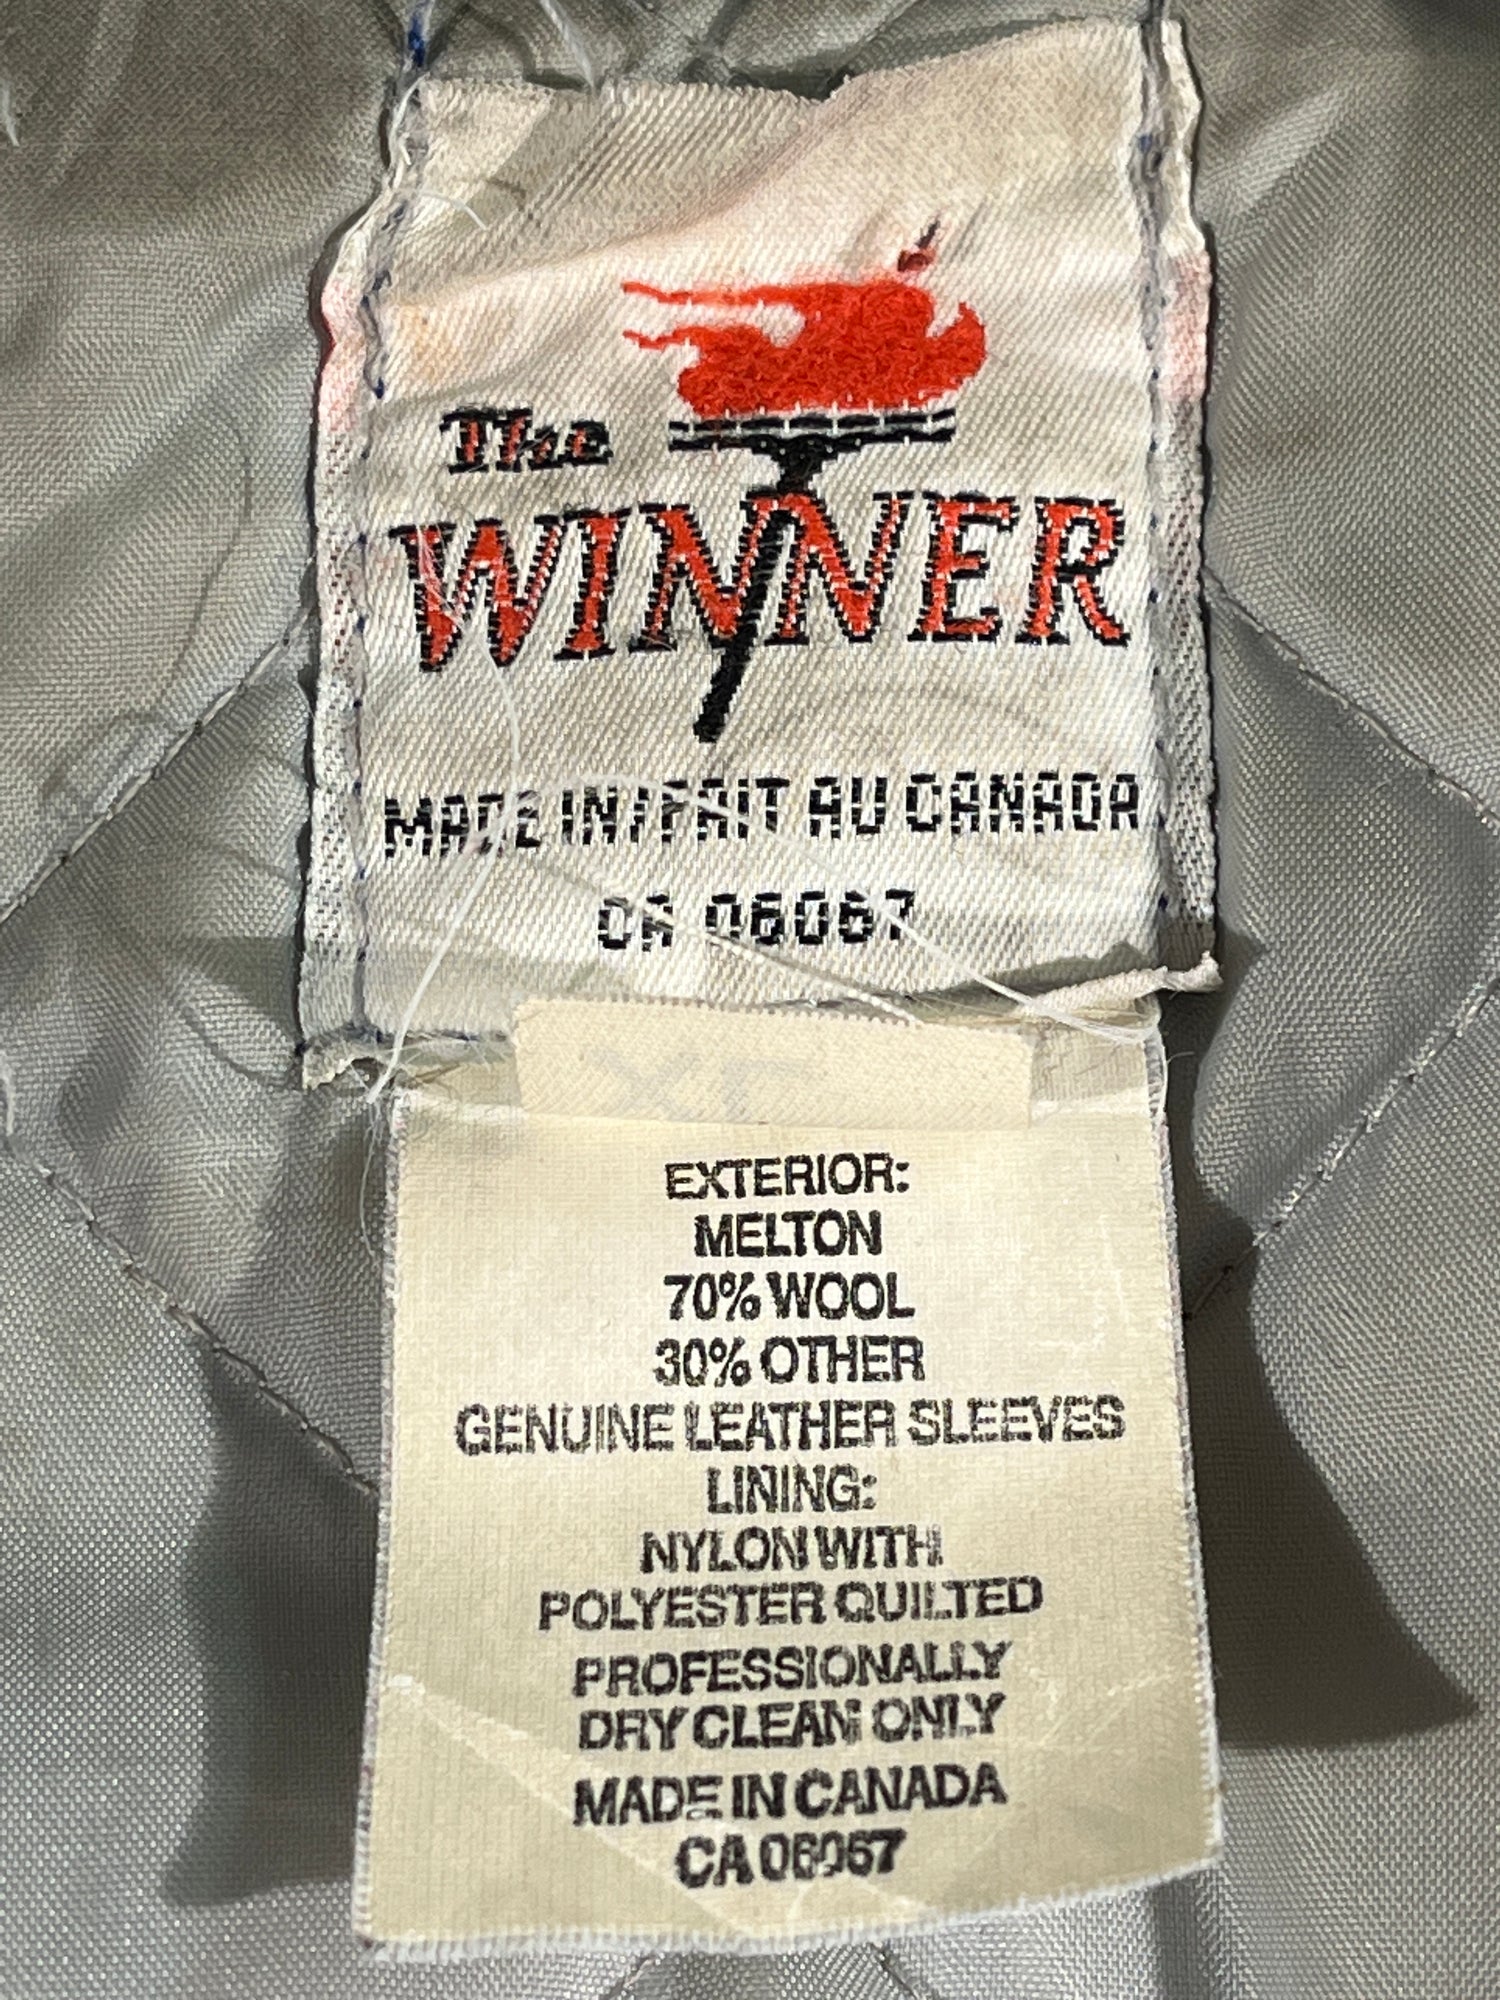 The
WINNER
MADE IN / FAIT AU CANADA
CA 06067
EXTERIOR:
MELTON
70% WOOL
30% OTHER
GENUINE LEATHER SLEEVES
LINING:
NYLON WITH
POLYESTER QUILTED
PROFESSIONALLY
DRY CLEAN ONLY
MADE IN CANADA
CA 06067